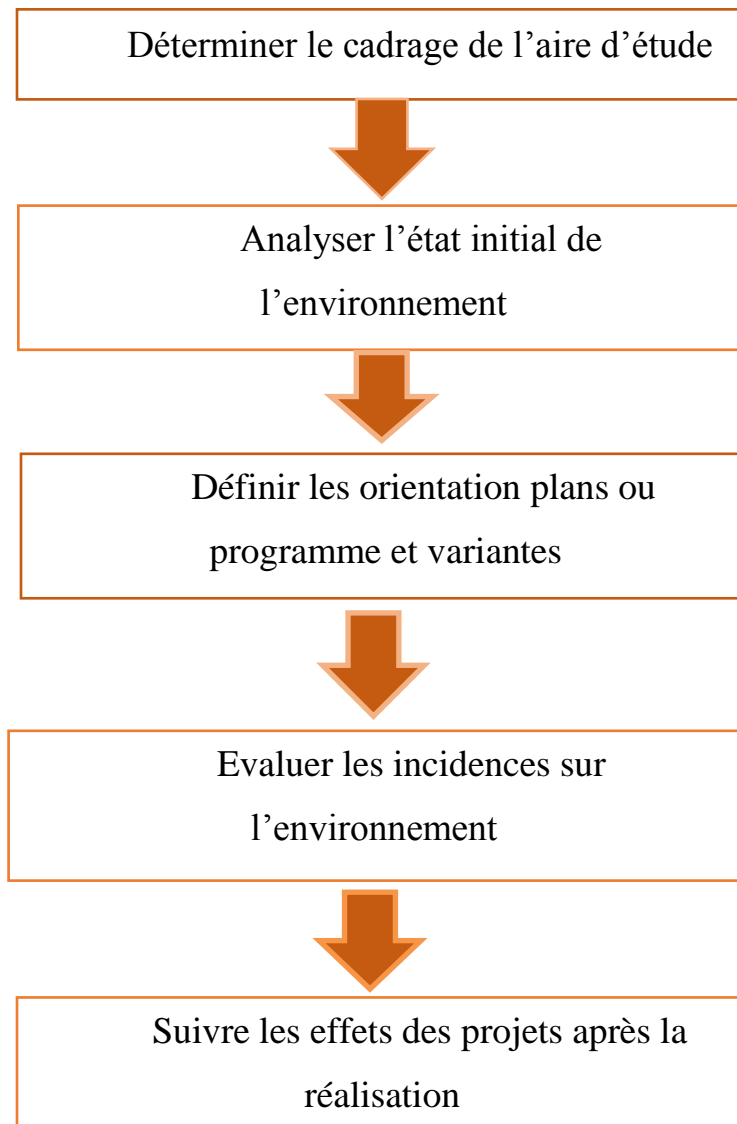 Déterminer le cadrage de l’aire d’étude
Analyser l’état initial de
l’environnement
Définir les orientation plans ou
programme et variantes
Evaluer les incidences sur
l’environnement
Suivre les effets des projets après la
réalisation